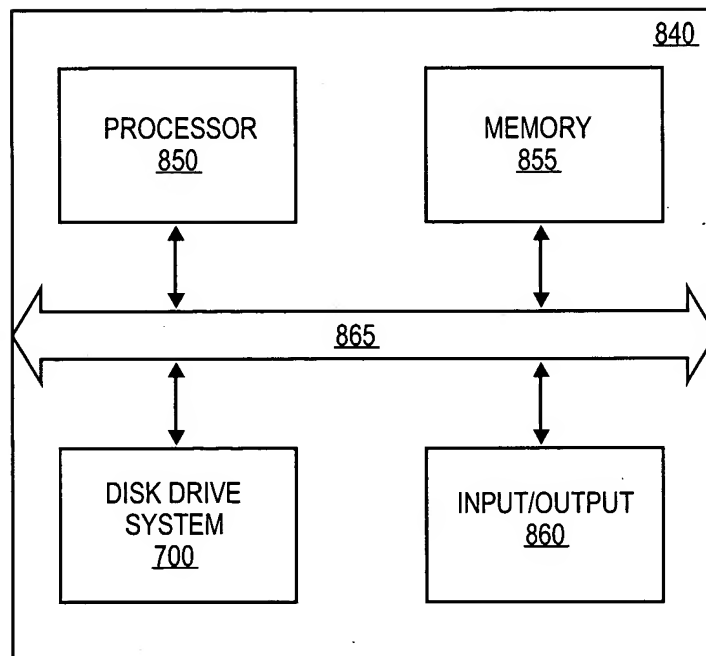 840
PROCESSOR
850
MEMORY
855
865
DISK DRIVE
SYSTEM
700
INPUT/OUTPUT
860